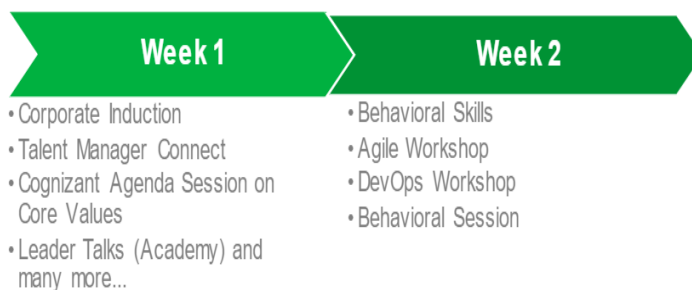 Week 1
• Corporate Induction
• Talent Manager Connect
• Cognizant Agenda Session on
Core Values
• Leader Talks (Academy) and
many more...
Week 2
• Behavioral Skills
• Agile Workshop
• DevOps Workshop
• Behavioral Session